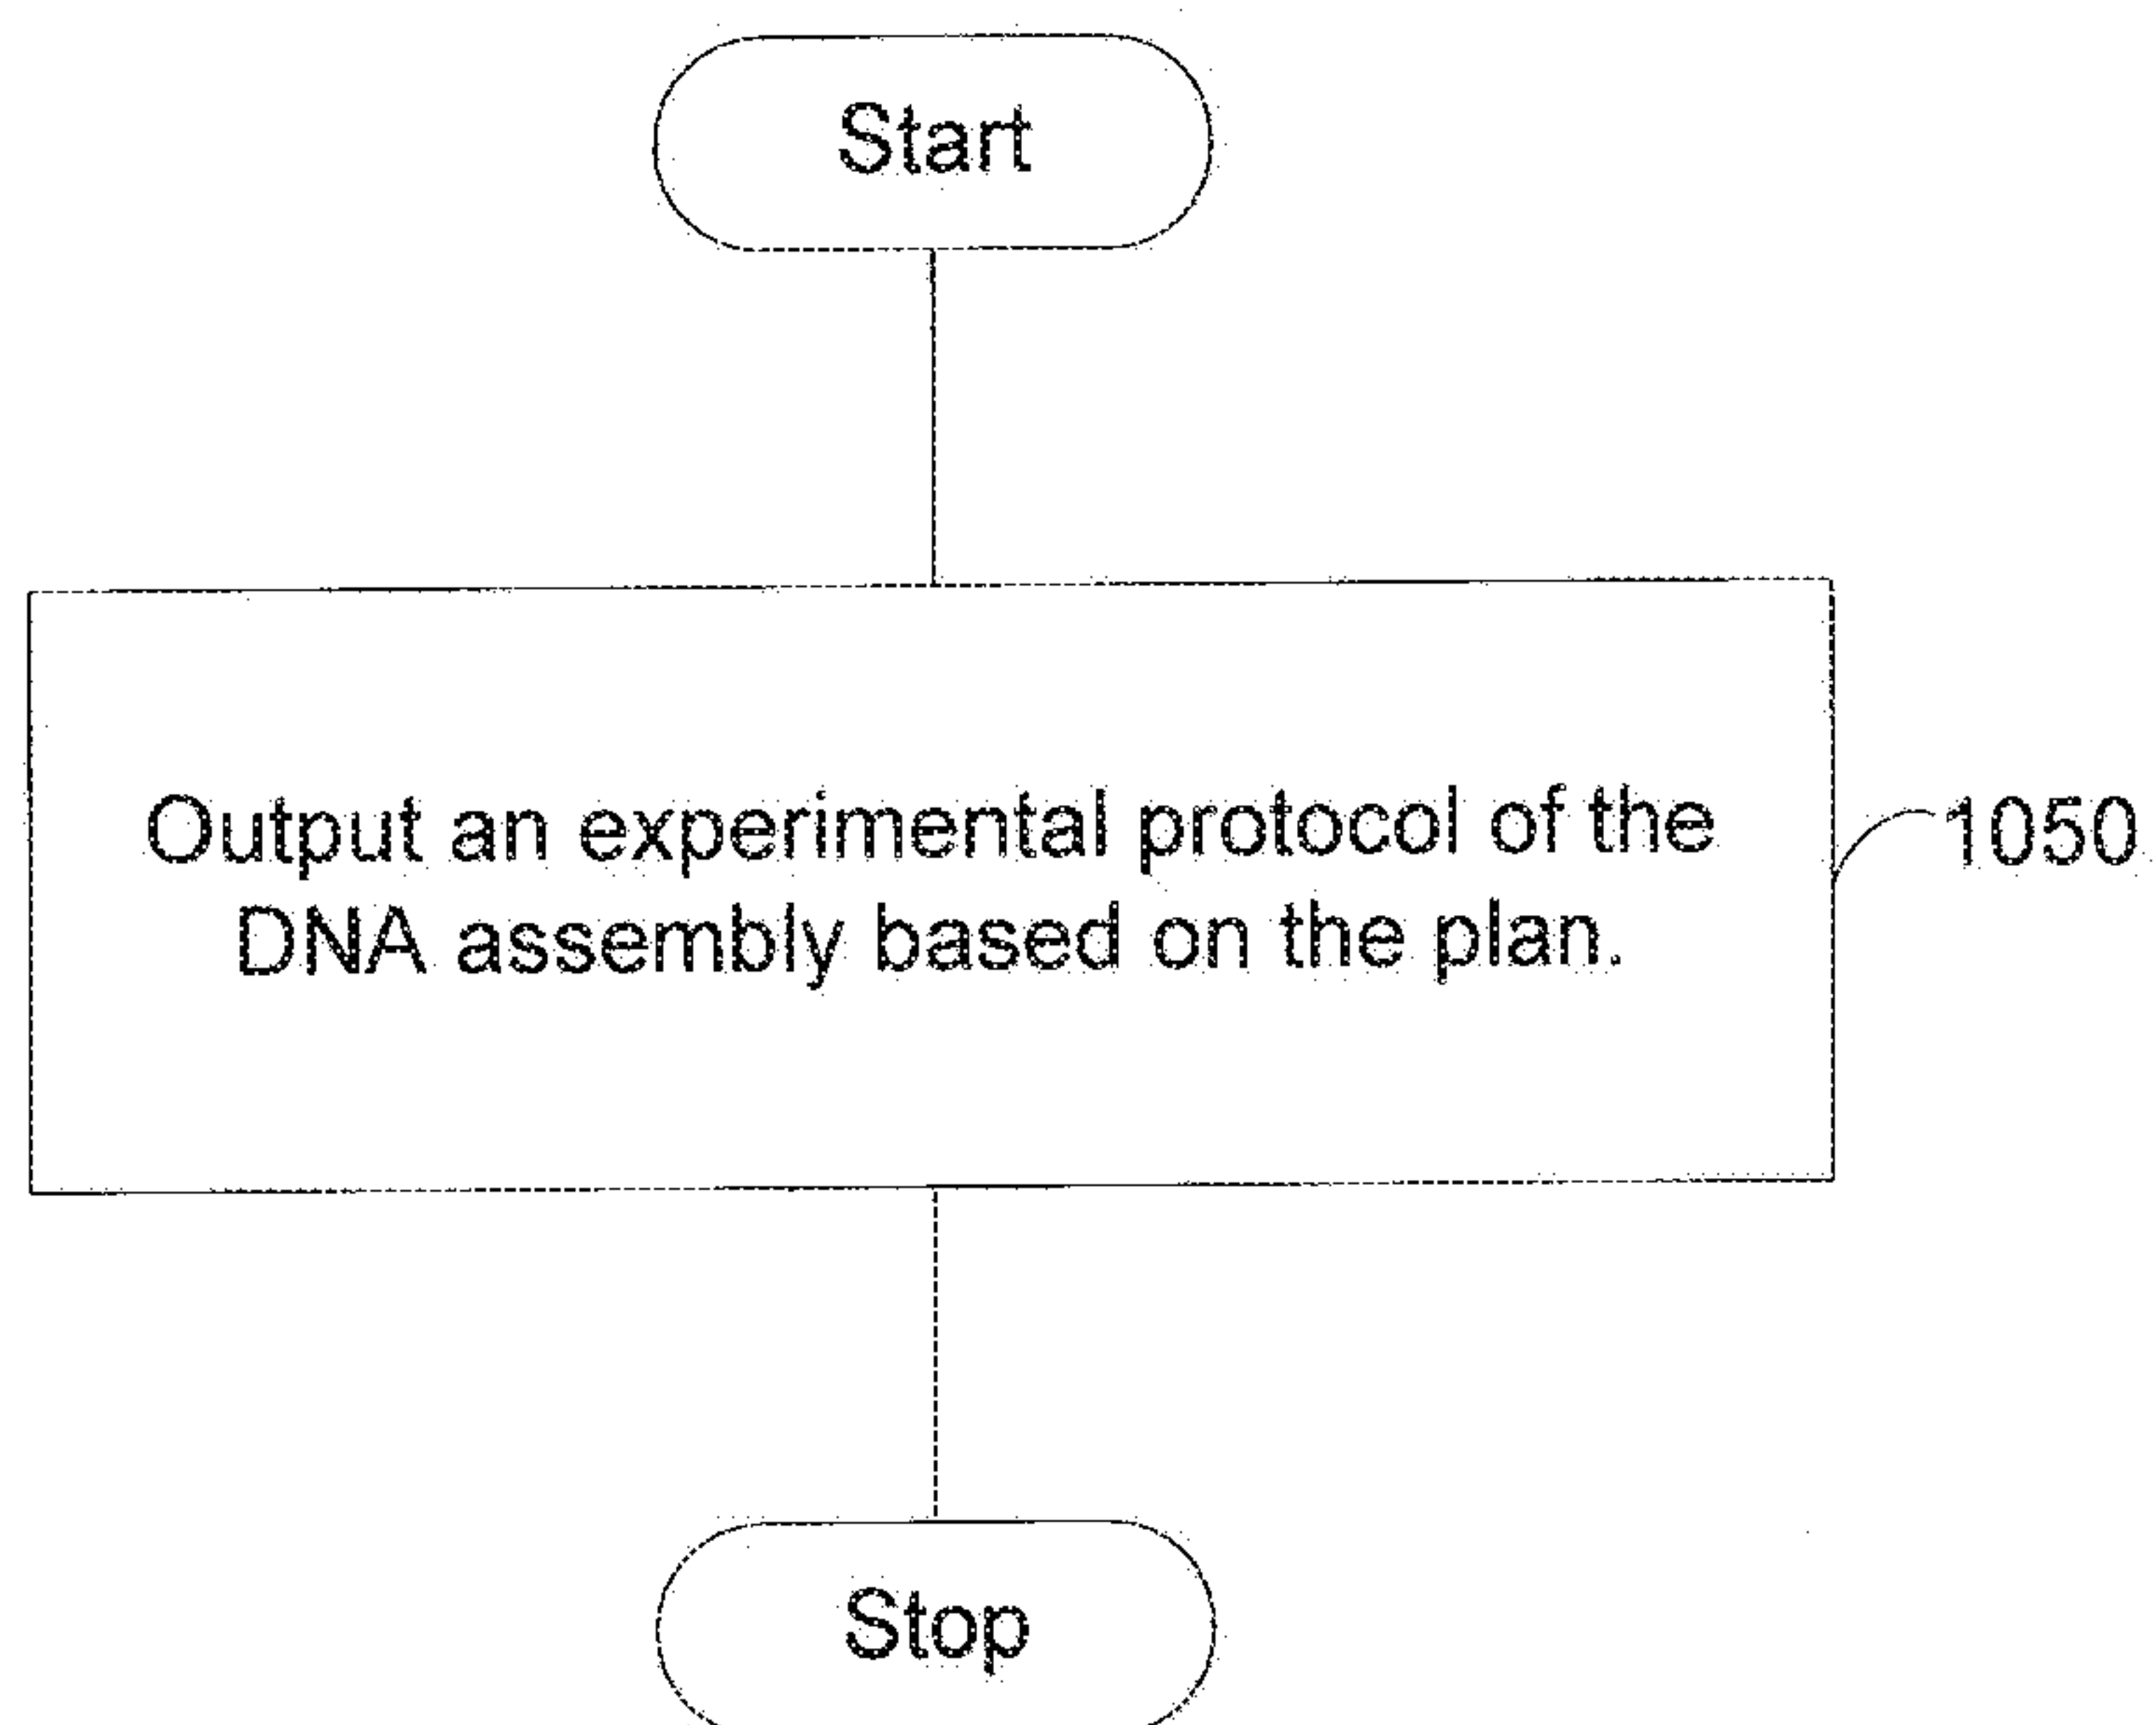 Start
Output an experimental protocol of the
DNA assembly based on the plan.
1050
Stop